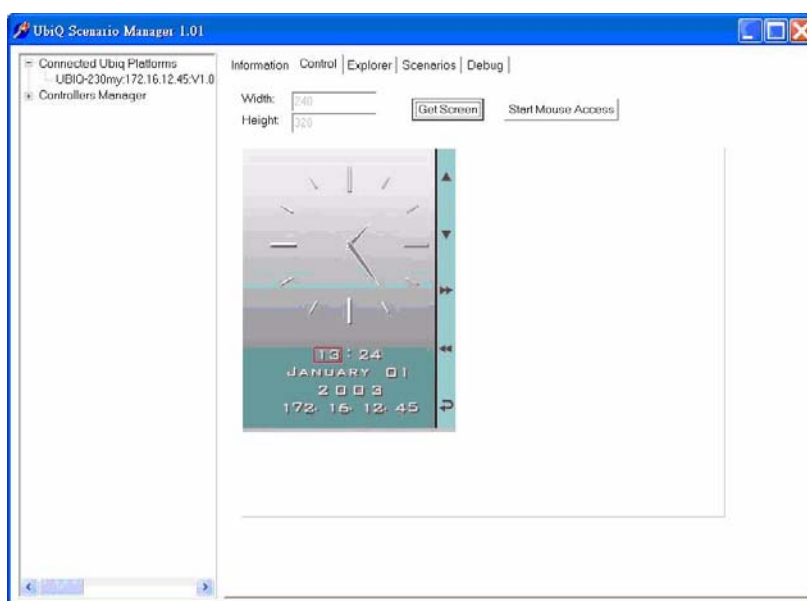 UbiQ Scenario Manager 1.01
Connected Ubiq Platforms
UBIQ-230my:172.16.12.45:V1.0
Controllers Manager
Information Control Explorer Scenarios Debug
Width: 240
Height: 320
Get Screen
Start Mouse Access
13:24
JANUARY 01
2003
172. 16. 12. 45